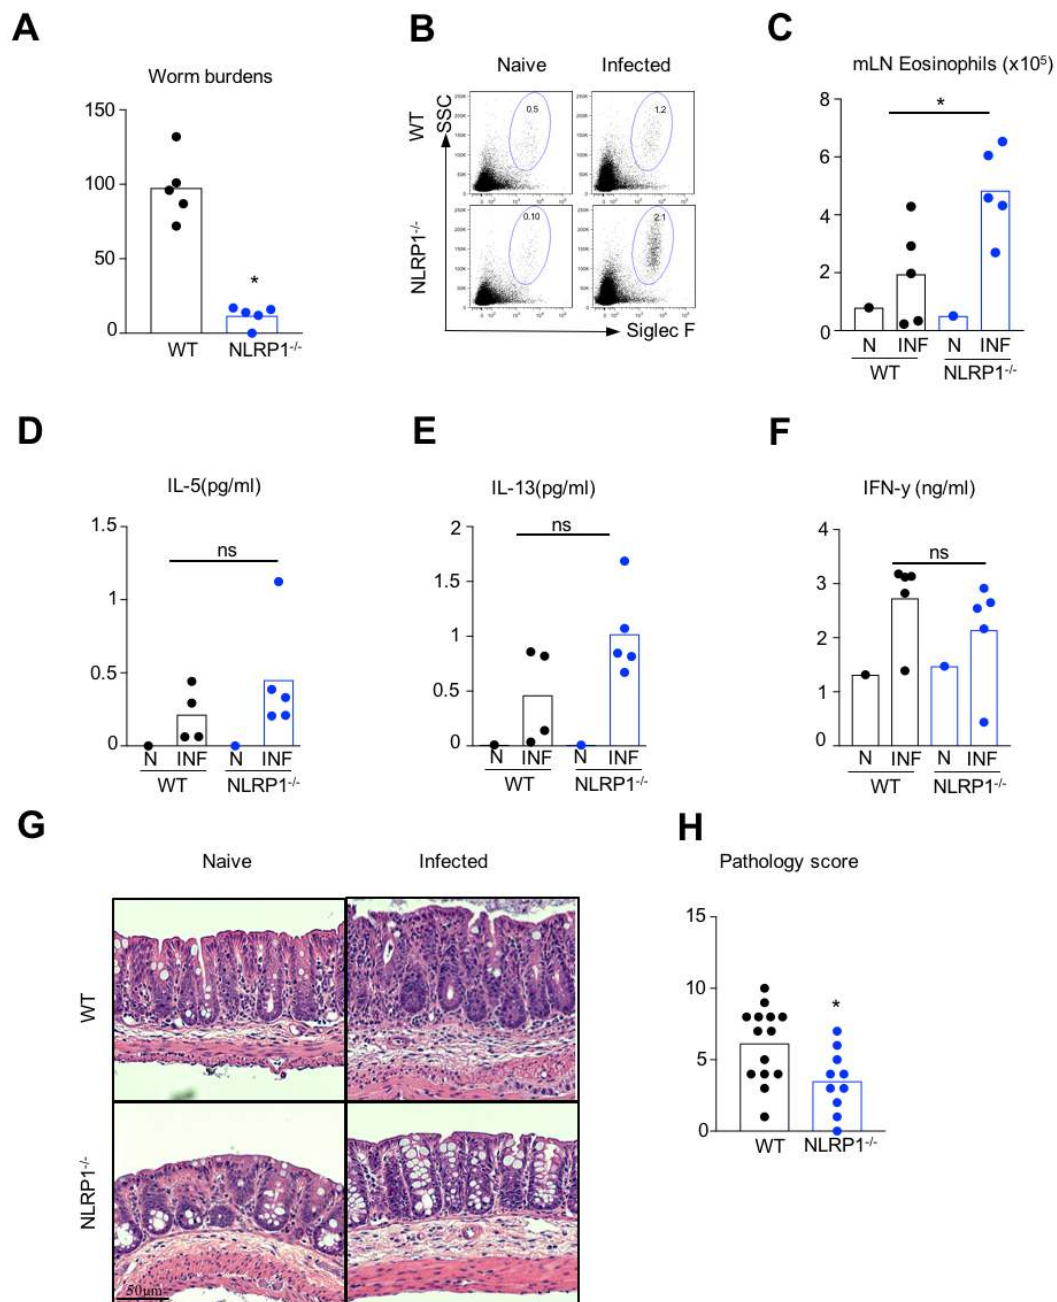 A
Worm burdens
150
100
50
0
*
WT
NLRP1-/-
B
Naive
Infected
SSC
WT
0.5
1.2
NLRP1-/-
0.10
2.1
Siglec F
C
mLN Eosinophils (x10⁵)
8
6
4
2
0
*
N INF N INF
WT NLRP1-/-
D
IL-5(pg/ml)
1.5
1
0.5
0
ns
N INF N INF
WT NLRP1-/-
E
IL-13(pg/ml)
2
1.5
1
0.5
0
ns
N INF N INF
WT NLRP1-/-
F
IFN-y (ng/ml)
4
3
2
1
0
ns
N INF N INF
WT NLRP1-/-
G
Naive
Infected
WT
NLRP1-/-
50um
H
Pathology score
15
10
5
0
*
WT
NLRP1-/-